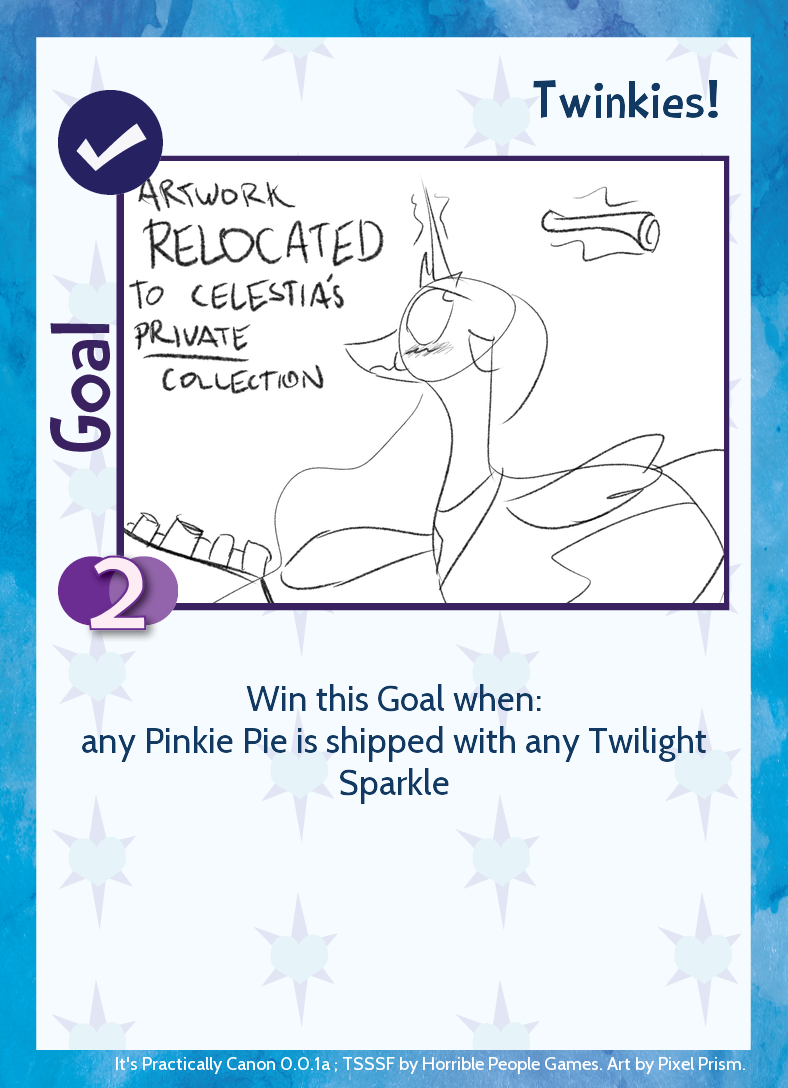 Twinkies!
ARTWORK
RELOCATED
TO CELESTIA'S
PRIVATE
COLLECTION
Goal
2
Win this Goal when:
any Pinkie Pie is shipped with any Twilight
Sparkle
It's Practically Canon 0.0.1a ; TSSSF by Horrible People Games. Art by Pixel Prism.